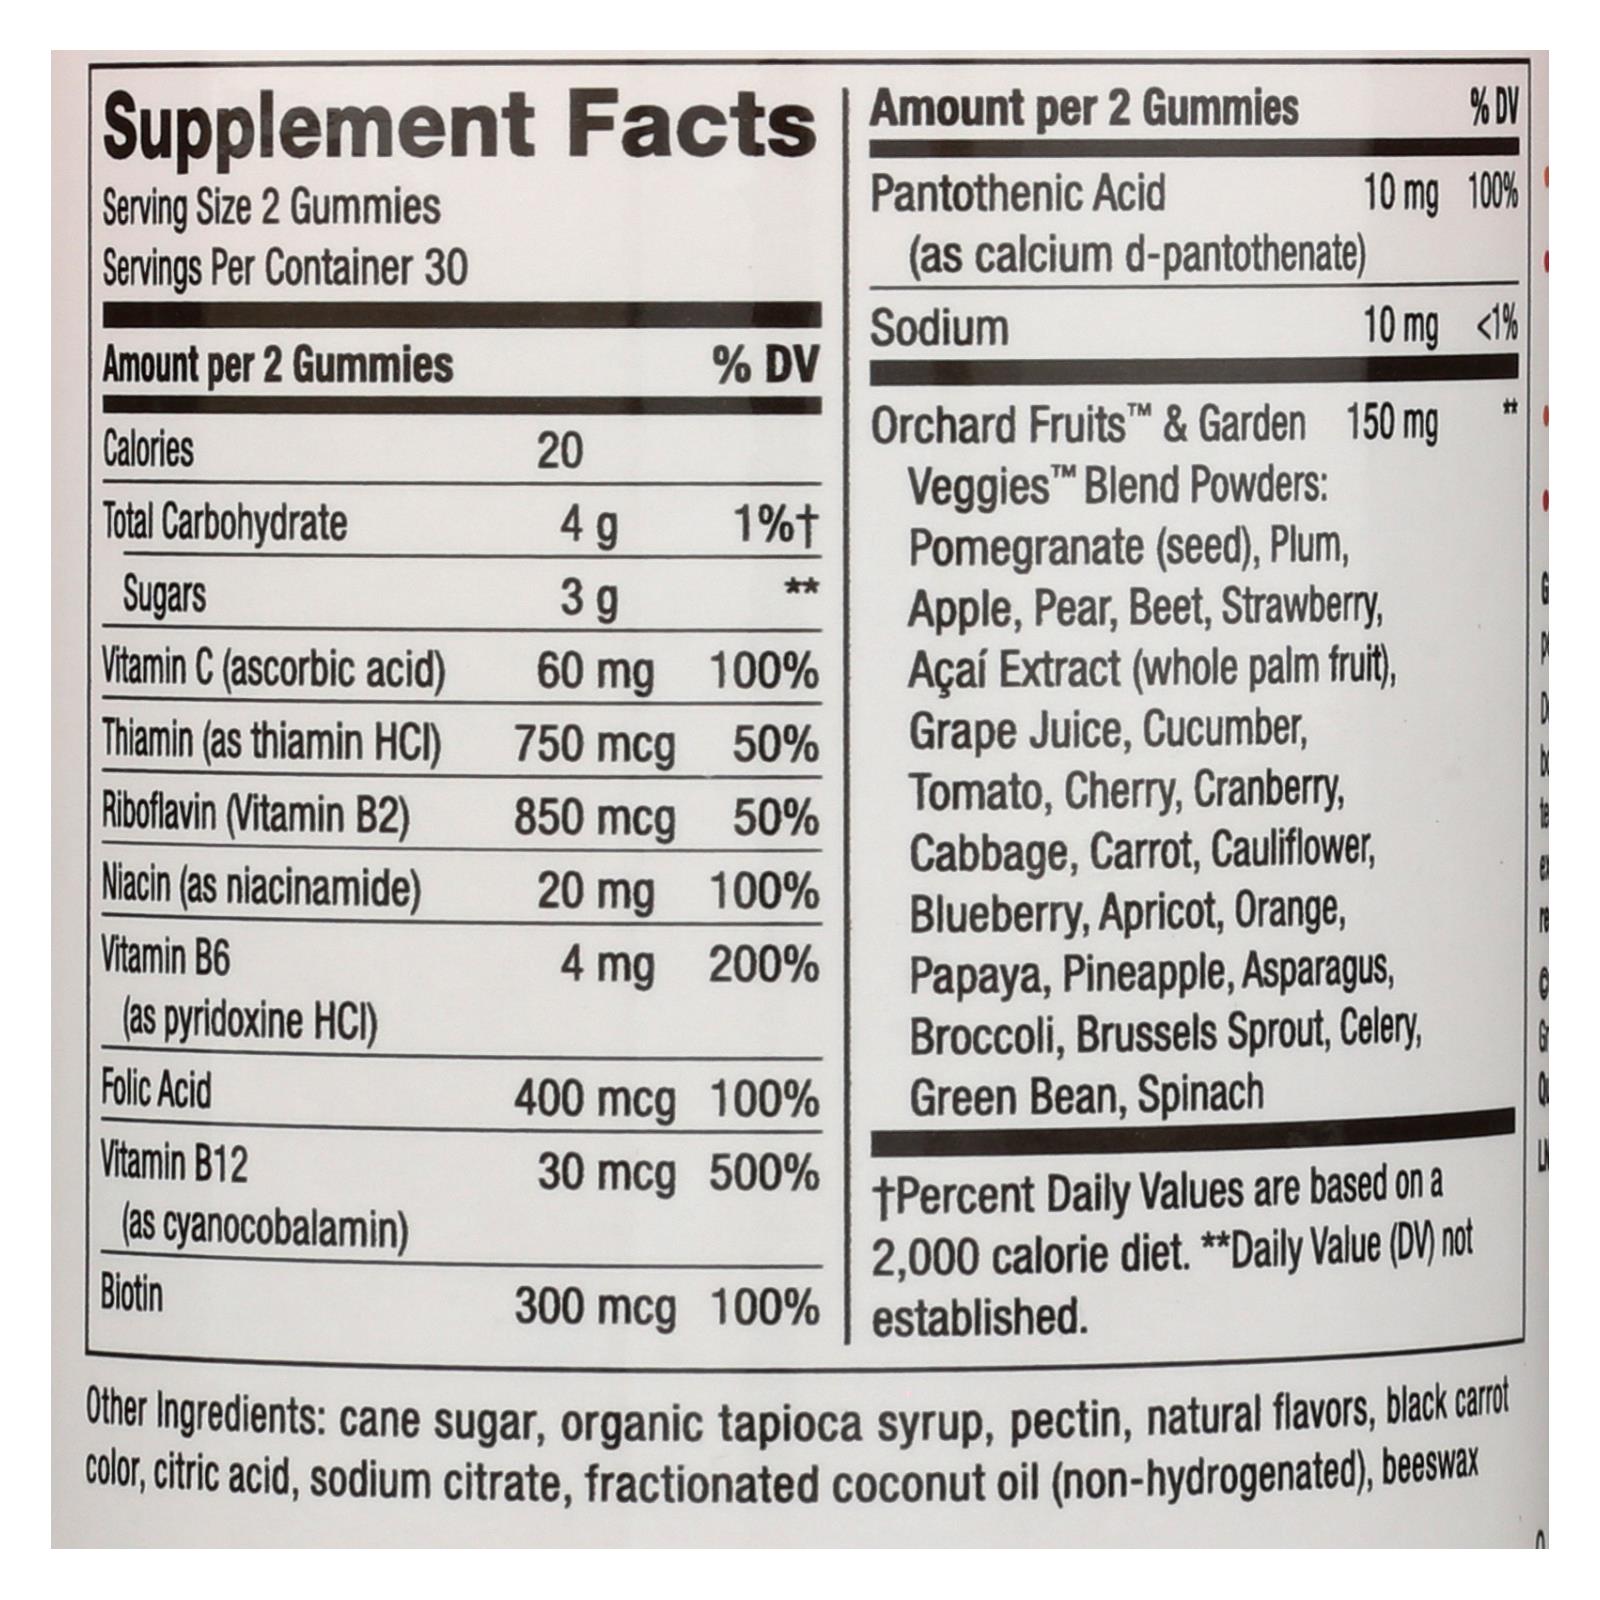 Supplement Facts
Serving Size 2 Gummies
Servings Per Container 30
Amount per 2 Gummies % DV
Calories 20
Total Carbohydrate 4 g 1%†
Sugars 3 g **
Vitamin C (ascorbic acid) 60 mg 100%
Thiamin (as thiamin HCl) 750 mcg 50%
Riboflavin (Vitamin B2) 850 mcg 50%
Niacin (as niacinamide) 20 mg 100%
Vitamin B6 4 mg 200%
(as pyridoxine HCl)
Folic Acid 400 mcg 100%
Vitamin B12 30 mcg 500%
(as cyanocobalamin)
Biotin 300 mcg 100%
Amount per 2 Gummies % DV
Pantothenic Acid 10 mg 100%
(as calcium d-pantothenate)
Sodium 10 mg <1%
Orchard Fruits™ & Garden 150 mg **
Veggies™ Blend Powders:
Pomegranate (seed), Plum,
Apple, Pear, Beet, Strawberry,
Açaí Extract (whole palm fruit),
Grape Juice, Cucumber,
Tomato, Cherry, Cranberry,
Cabbage, Carrot, Cauliflower,
Blueberry, Apricot, Orange,
Papaya, Pineapple, Asparagus,
Broccoli, Brussels Sprout, Celery,
Green Bean, Spinach
†Percent Daily Values are based on a
2,000 calorie diet. **Daily Value (DV) not
established.
Other Ingredients: cane sugar, organic tapioca syrup, pectin, natural flavors, black carrot
color, citric acid, sodium citrate, fractionated coconut oil (non-hydrogenated), beeswax